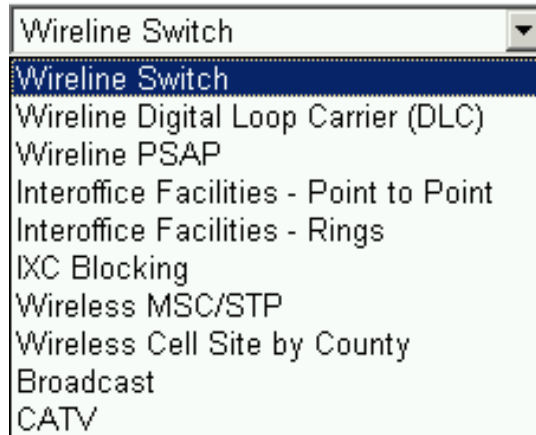 Wireline Switch
Wireline Switch
Wireline Digital Loop Carrier (DLC)
Wireline PSAP
Interoffice Facilities - Point to Point
Interoffice Facilities - Rings
IXC Blocking
Wireless MSC/STP
Wireless Cell Site by County
Broadcast
CATV